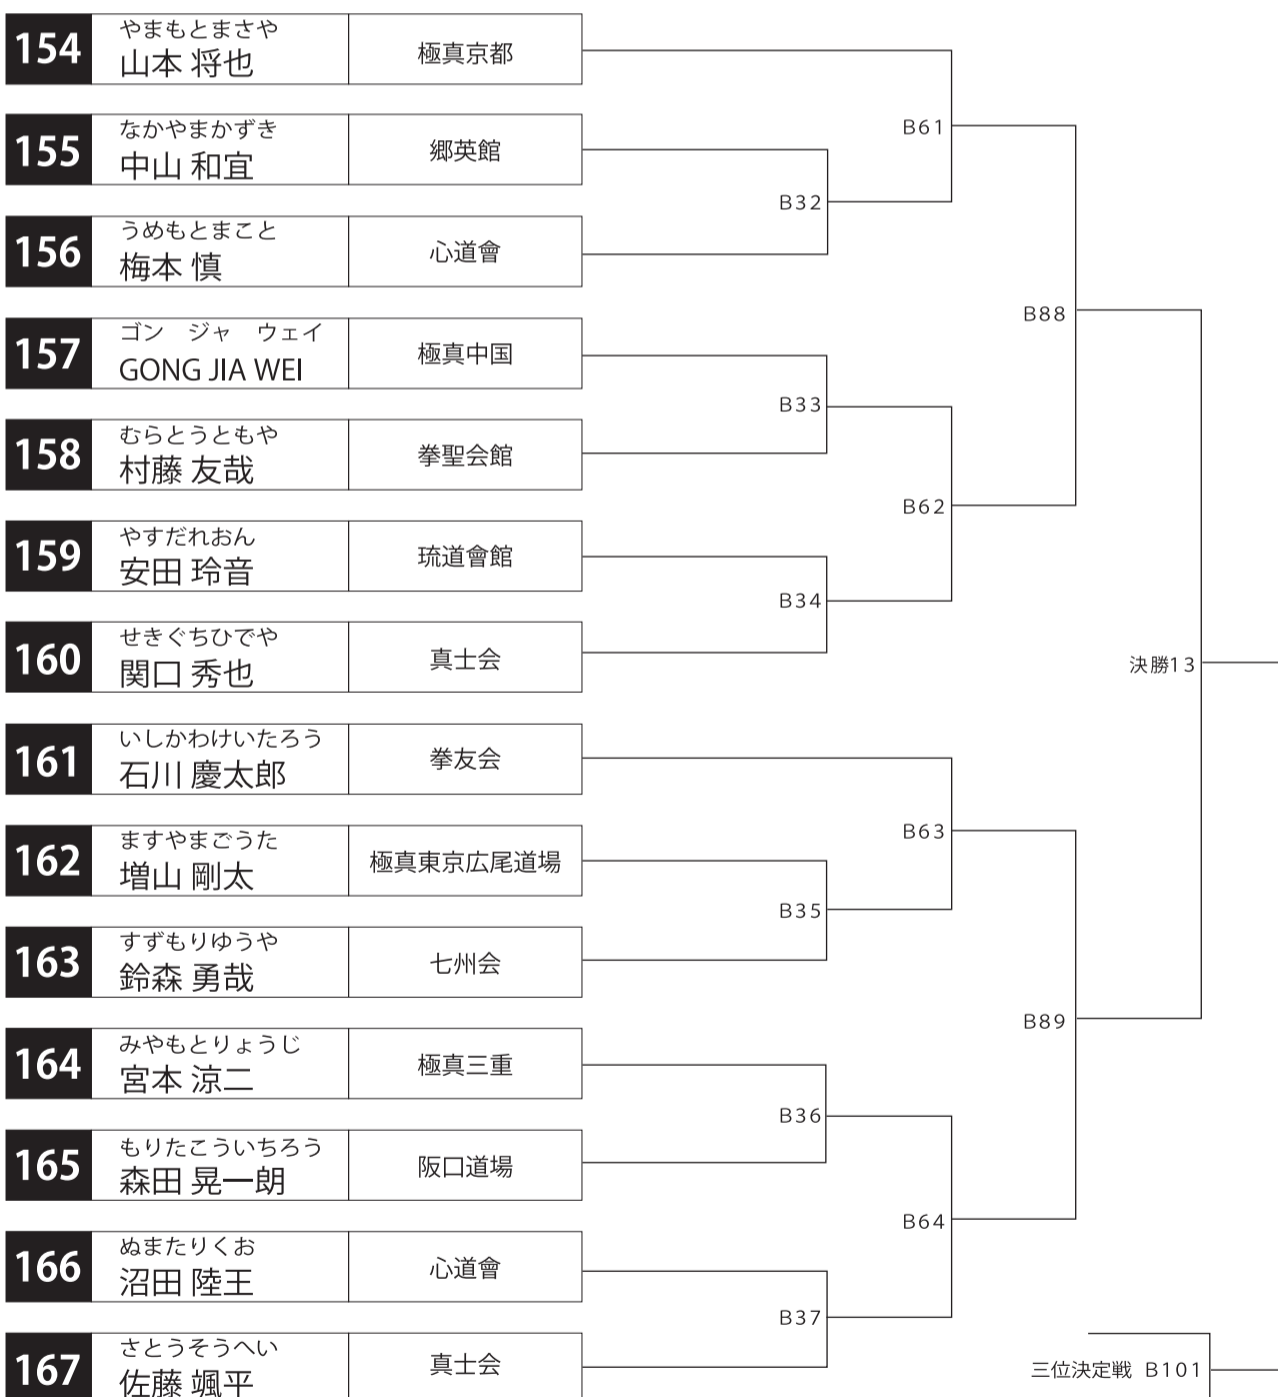 154
やまもとまさや
山本 将也
極真京都
155
なかやまかずき
中山 和宜
郷英館
156
うめもとまこと
梅本 慎
心道會
157
ゴン ジャ ウェイ
GONG JIA WEI
極真中国
158
むらとうともや
村藤 友哉
拳聖会館
159
やすだれおん
安田 玲音
琉道會館
160
せきぐちひでや
関口 秀也
真士会
161
いしかわけいたろう
石川 慶太郎
拳友会
162
ますやまごうた
増山 剛太
極真東京広尾道場
163
すずもりゆうや
鈴森 勇哉
七州会
164
みやもとりょうじ
宮本 涼二
極真三重
165
もりたこういちろう
森田 晃一朗
阪口道場
166
ぬまたりくお
沼田 陸王
心道會
167
さとうそうへい
佐藤 颯平
真士会
B32
B33
B34
B35
B36
B37
B61
B62
B63
B64
B88
B89
決勝13
三位決定戦 B101